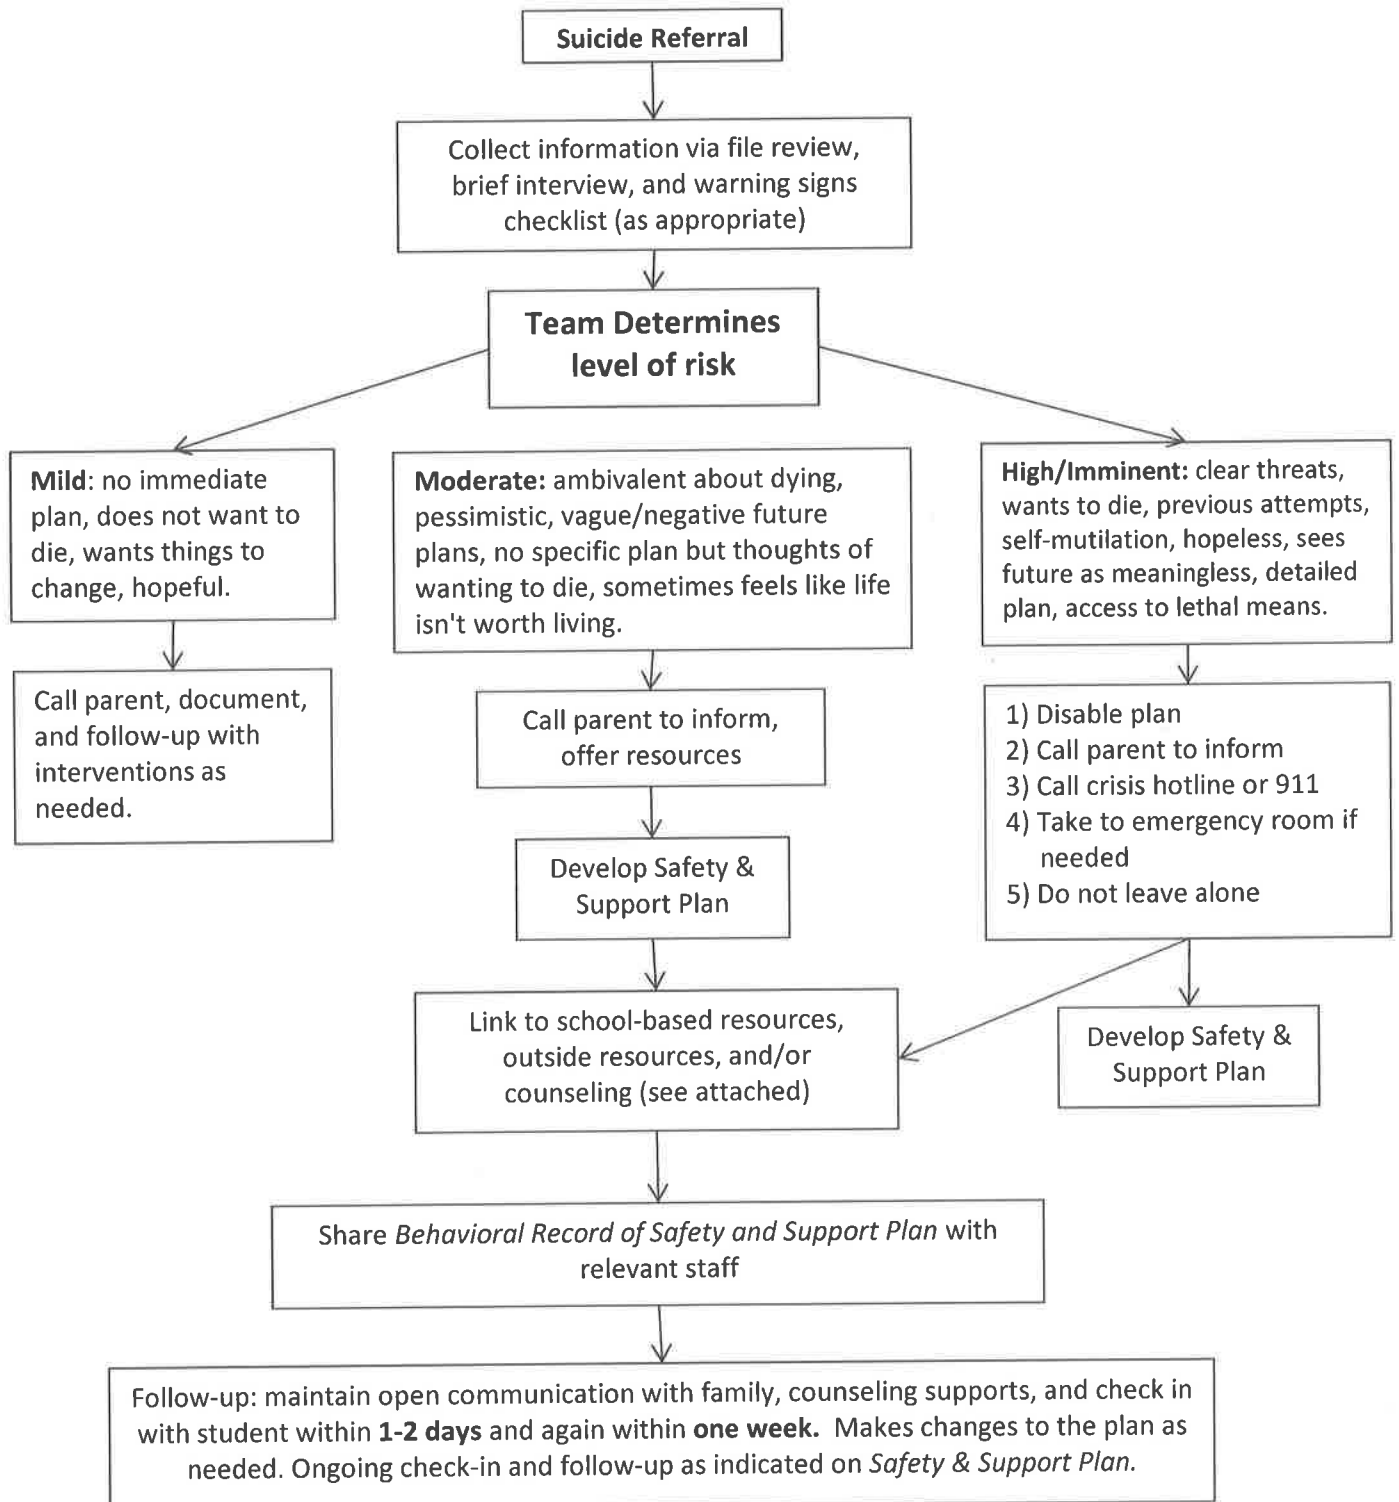 Suicide Referral
Collect information via file review,
brief interview, and warning signs
checklist (as appropriate)
Team Determines
level of risk
Mild: no immediate
plan, does not want to
die, wants things to
change, hopeful.
Moderate: ambivalent about dying,
pessimistic, vague/negative future
plans, no specific plan but thoughts of
wanting to die, sometimes feels like life
isn't worth living.
High/Imminent: clear threats,
wants to die, previous attempts,
self-mutilation, hopeless, sees
future as meaningless, detailed
plan, access to lethal means.
Call parent, document,
and follow-up with
interventions as
needed.
Call parent to inform,
offer resources
1) Disable plan
2) Call parent to inform
3) Call crisis hotline or 911
4) Take to emergency room if
needed
5) Do not leave alone
Develop Safety &
Support Plan
Link to school-based resources,
outside resources, and/or
counseling (see attached)
Develop Safety &
Support Plan
Share Behavioral Record of Safety and Support Plan with
relevant staff
Follow-up: maintain open communication with family, counseling supports, and check in
with student within 1-2 days and again within one week. Makes changes to the plan as
needed. Ongoing check-in and follow-up as indicated on Safety & Support Plan.